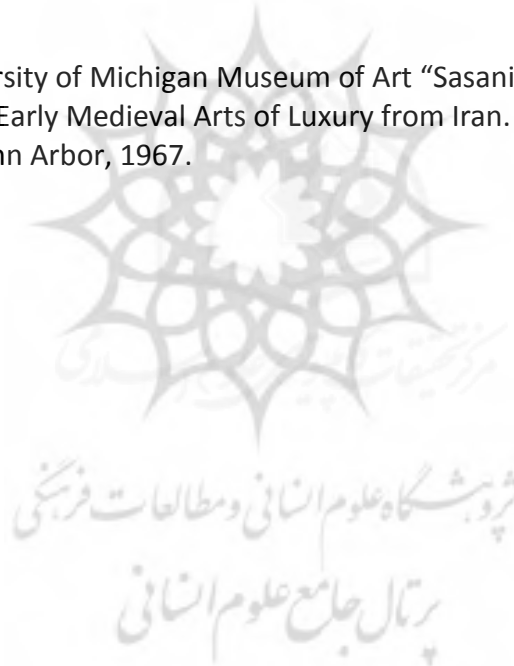 rsity of Michigan Museum of Art “Sasani
Early Medieval Arts of Luxury from Iran.
nn Arbor, 1967.
ژوهشگاه علوم انسانی و مطالعات فرهنگی
پرتال جامع علوم انسانی